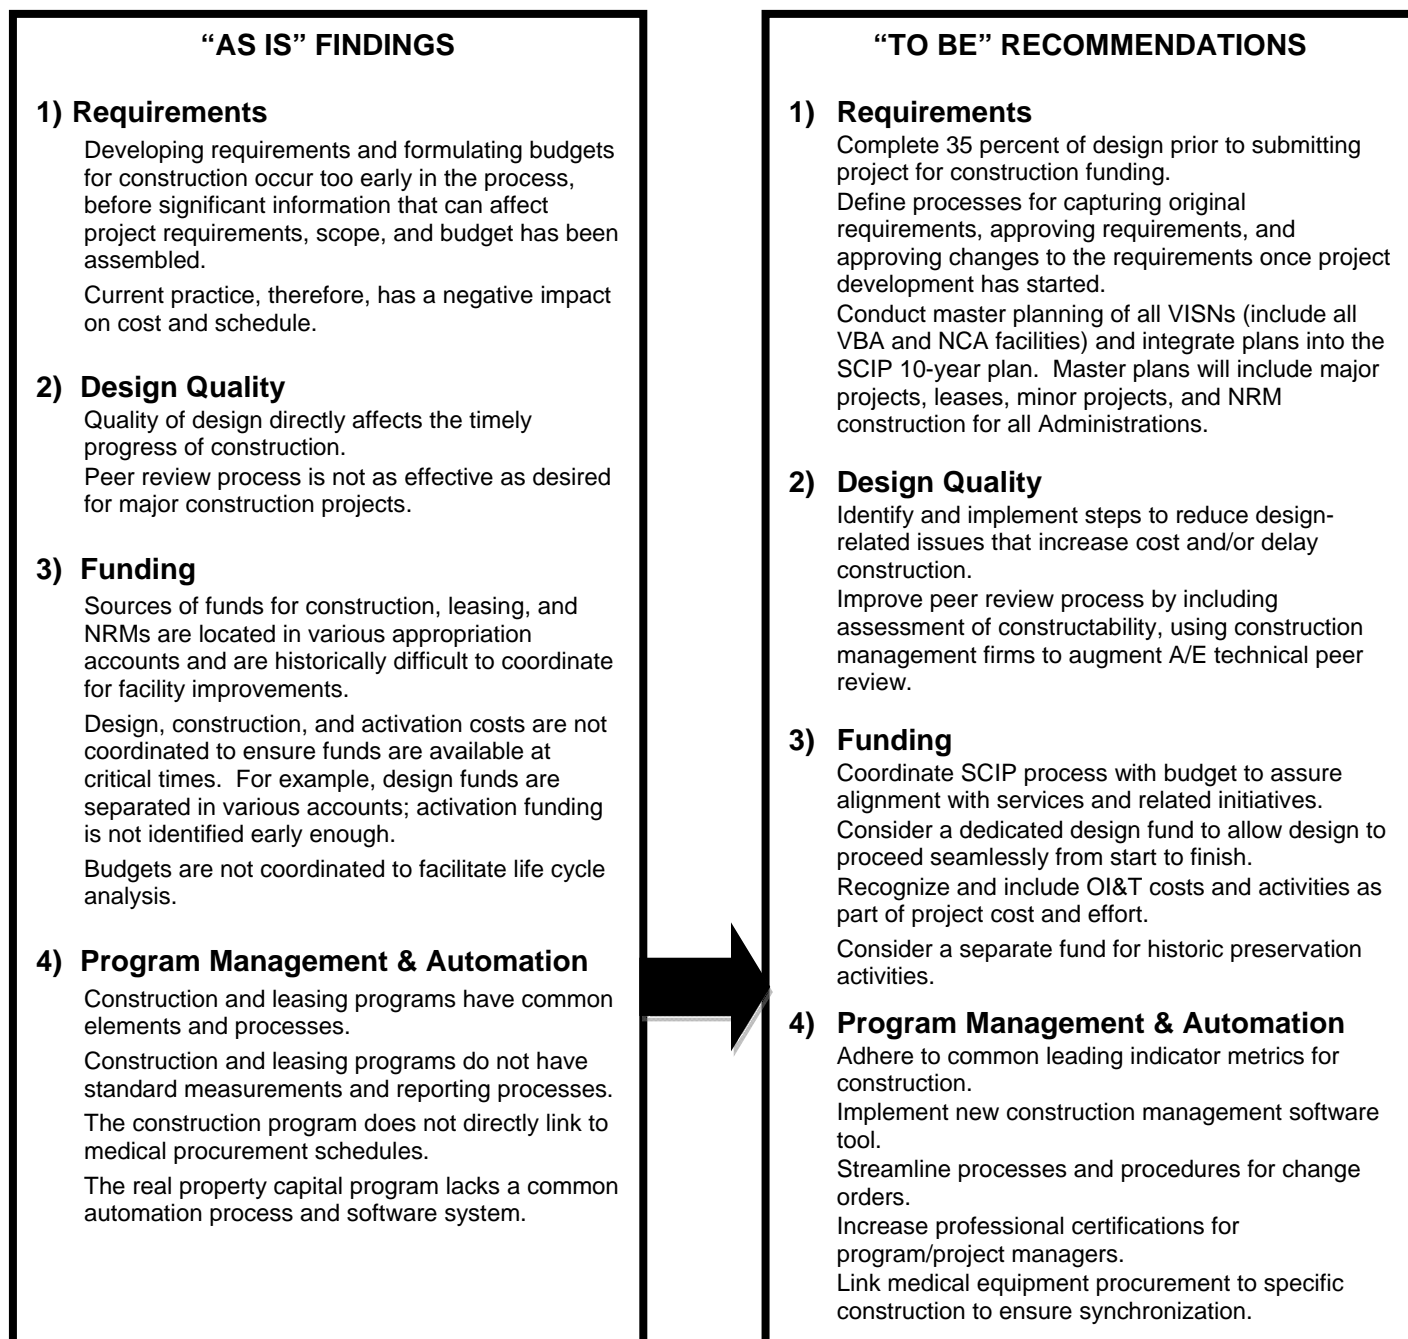 “AS IS” FINDINGS
1) Requirements
Developing requirements and formulating budgets
for construction occur too early in the process,
before significant information that can affect
project requirements, scope, and budget has been
assembled.
Current practice, therefore, has a negative impact
on cost and schedule.
2) Design Quality
Quality of design directly affects the timely
progress of construction.
Peer review process is not as effective as desired
for major construction projects.
3) Funding
Sources of funds for construction, leasing, and
NRMs are located in various appropriation
accounts and are historically difficult to coordinate
for facility improvements.
Design, construction, and activation costs are not
coordinated to ensure funds are available at
critical times. For example, design funds are
separated in various accounts; activation funding
is not identified early enough.
Budgets are not coordinated to facilitate life cycle
analysis.
4) Program Management & Automation
Construction and leasing programs have common
elements and processes.
Construction and leasing programs do not have
standard measurements and reporting processes.
The construction program does not directly link to
medical procurement schedules.
The real property capital program lacks a common
automation process and software system.
“TO BE” RECOMMENDATIONS
1) Requirements
Complete 35 percent of design prior to submitting
project for construction funding.
Define processes for capturing original
requirements, approving requirements, and
approving changes to the requirements once project
development has started.
Conduct master planning of all VISNs (include all
VBA and NCA facilities) and integrate plans into the
SCIP 10-year plan. Master plans will include major
projects, leases, minor projects, and NRM
construction for all Administrations.
2) Design Quality
Identify and implement steps to reduce design-
related issues that increase cost and/or delay
construction.
Improve peer review process by including
assessment of constructability, using construction
management firms to augment A/E technical peer
review.
3) Funding
Coordinate SCIP process with budget to assure
alignment with services and related initiatives.
Consider a dedicated design fund to allow design to
proceed seamlessly from start to finish.
Recognize and include OI&T costs and activities as
part of project cost and effort.
Consider a separate fund for historic preservation
activities.
4) Program Management & Automation
Adhere to common leading indicator metrics for
construction.
Implement new construction management software
tool.
Streamline processes and procedures for change
orders.
Increase professional certifications for
program/project managers.
Link medical equipment procurement to specific
construction to ensure synchronization.